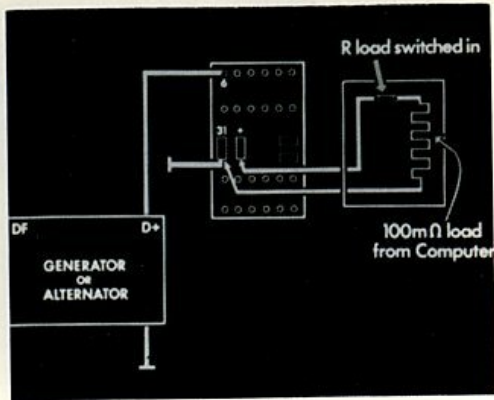 R load switched in
6
31 +
100mΩ load
from Computer
DF D+
GENERATOR
OR
ALTERNATOR